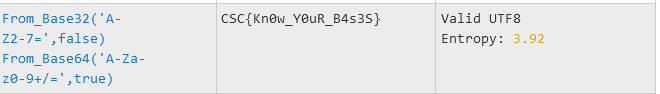 From_Base32('A-
Z2-7=',false)
From_Base64('A-Za-
z0-9+/=',true)
CSC{Kn0w_Y0uR_B4s3S}
Valid UTF8
Entropy: 3.92